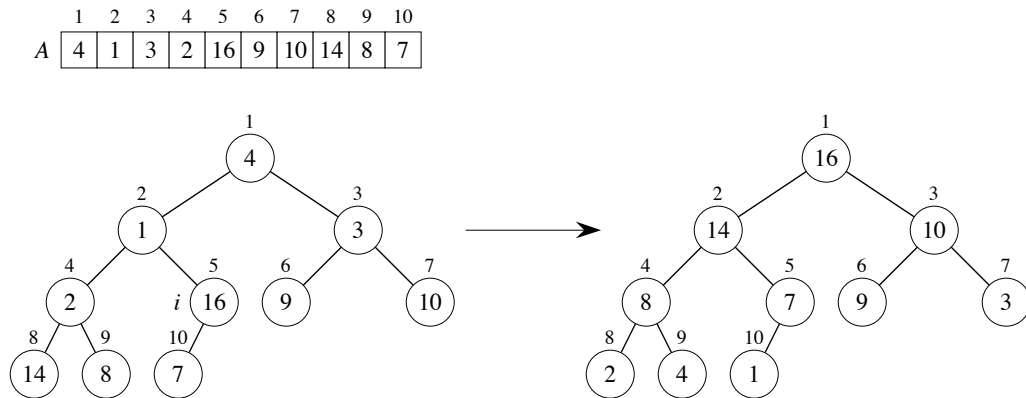 1 2 3 4 5 6 7 8 9 10
A 4 1 3 2 16 9 10 14 8 7
1 1
4 16
2 3 2 3
1 3 14 10
4 5 6 7 4 5 6 7
2 i 16 9 10 8 7 9 3
8 9 10 8 9 10
14 8 7 2 4 1